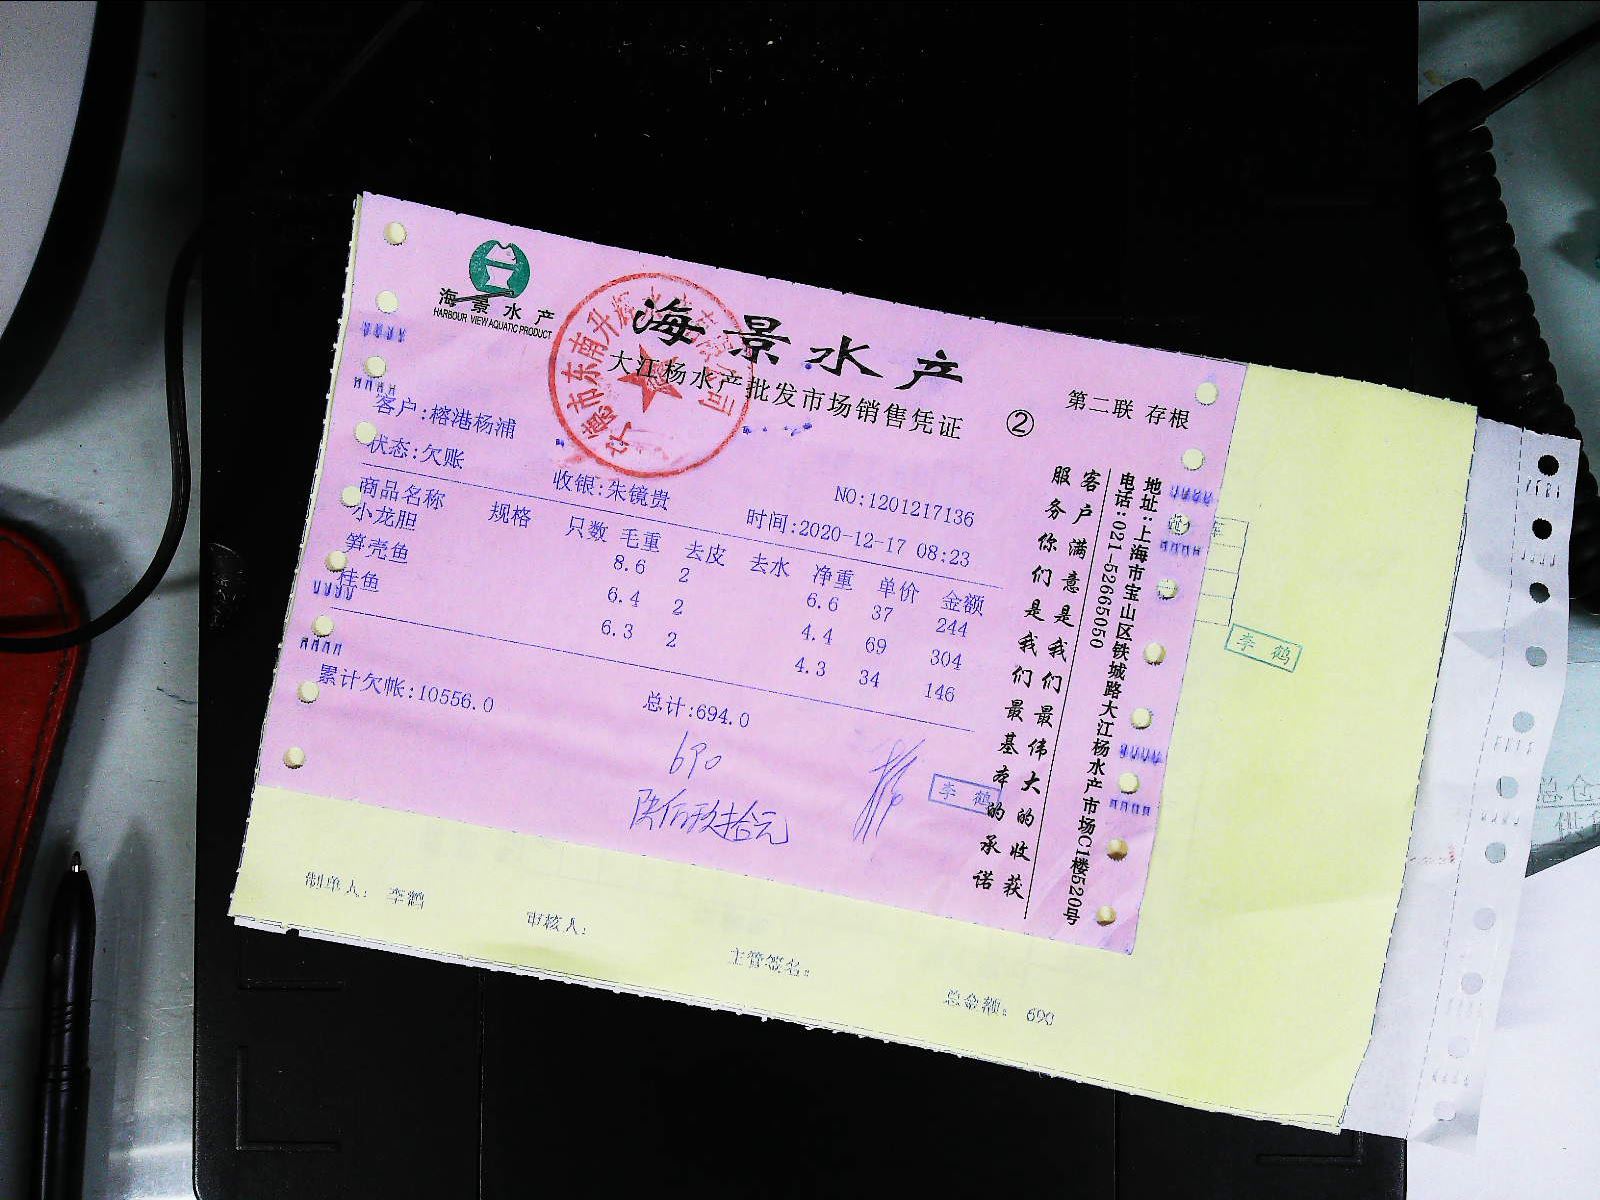 海景水产
HARBOUR VIEW AQUATIC PRODUCT
海景水产
大江杨水产批发市场销售凭证
② 第二联 存根
客户:榕港杨浦
状态:欠账
收银:朱镜贵
NO:1201217136
时间:2020-12-17 08:23
商品名称 规格 只数 毛重 去皮 去水 净重 单价 金额
小龙胆 8.6 2 6.6 37 244
笋壳鱼 6.4 2 4.4 69 304
桂鱼 6.3 2 4.3 34 146
累计欠帐:10556.0 总计:694.0
690
陆佰玖拾元
李鹤
客户满意是我们最伟大的收获
服务你们是我们最基本的承诺
地址:上海市宝山区铁城路大江杨水产市场C1楼520号
电话:021-52665050
李鹤
制单人: 李鹤
审核人:
主管签名:
总金额: 690